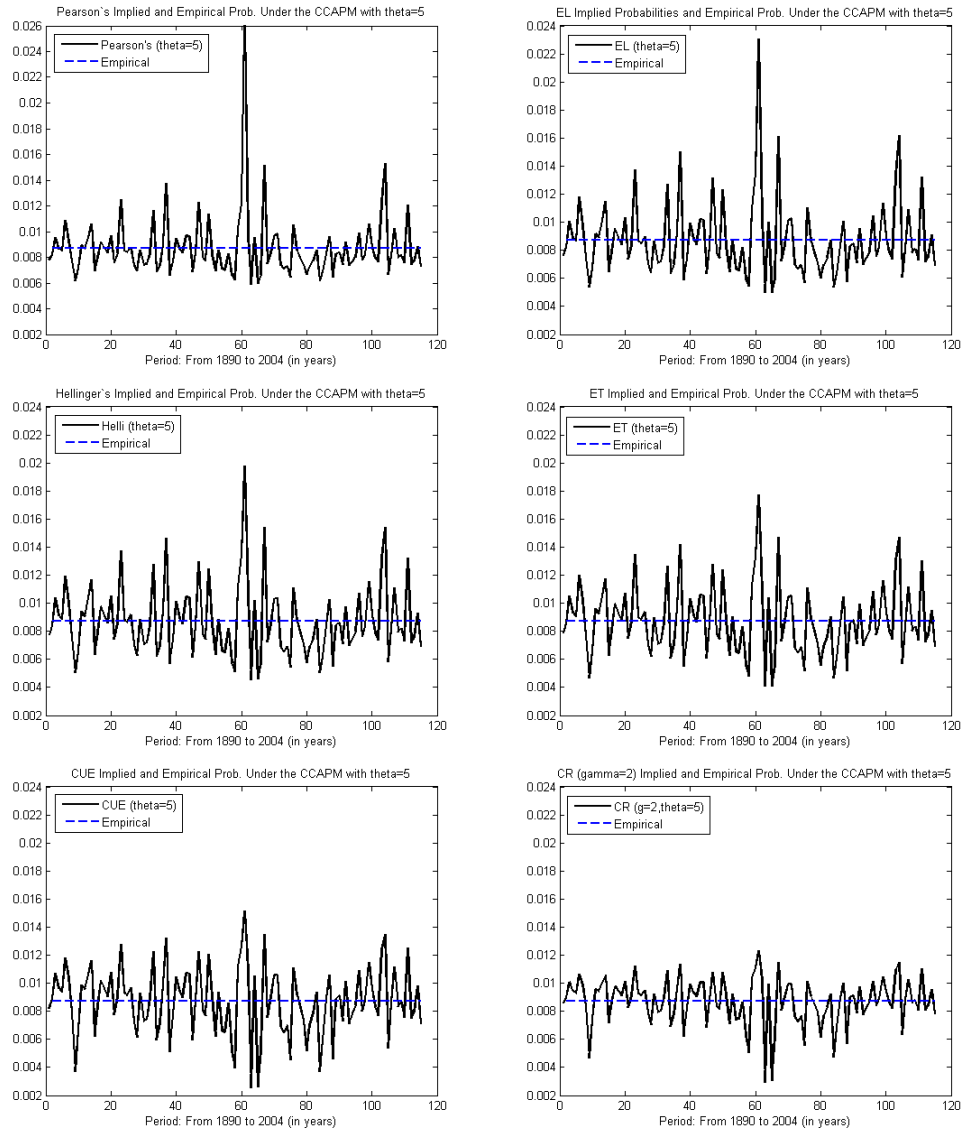 Pearson`s Implied and Empirical Prob. Under the CCAPM with theta=5
0.026
0.024
0.022
0.02
0.018
0.016
0.014
0.012
0.01
0.008
0.006
0.004
0.002
Pearson's (theta=5)
Empirical
0 20 40 60 80 100 120
Period: From 1890 to 2004 (in years)
EL Implied Probabilities and Empirical Prob. Under the CCAPM with theta=5
0.024
0.022
0.02
0.018
0.016
0.014
0.012
0.01
0.008
0.006
0.004
0.002
EL (theta=5)
Empirical
0 20 40 60 80 100 120
Period: From 1890 to 2004 (in years)
Hellinger`s Implied and Empirical Prob. Under the CCAPM with theta=5
0.024
0.022
0.02
0.018
0.016
0.014
0.012
0.01
0.008
0.006
0.004
0.002
Helli (theta=5)
Empirical
0 20 40 60 80 100 120
Period: From 1890 to 2004 (in years)
ET Implied and Empirical Prob. Under the CCAPM with theta=5
0.024
0.022
0.02
0.018
0.016
0.014
0.012
0.01
0.008
0.006
0.004
0.002
ET (theta=5)
Empirical
0 20 40 60 80 100 120
Period: From 1890 to 2004 (in years)
CUE Implied and Empirical Prob. Under the CCAPM with theta=5
0.024
0.022
0.02
0.018
0.016
0.014
0.012
0.01
0.008
0.006
0.004
0.002
CUE (theta=5)
Empirical
0 20 40 60 80 100 120
Period: From 1890 to 2004 (in years)
CR (gamma=2) Implied and Empirical Prob. Under the CCAPM with theta=5
0.024
0.022
0.02
0.018
0.016
0.014
0.012
0.01
0.008
0.006
0.004
0.002
CR (g=2,theta=5)
Empirical
0 20 40 60 80 100 120
Period: From 1890 to 2004 (in years)